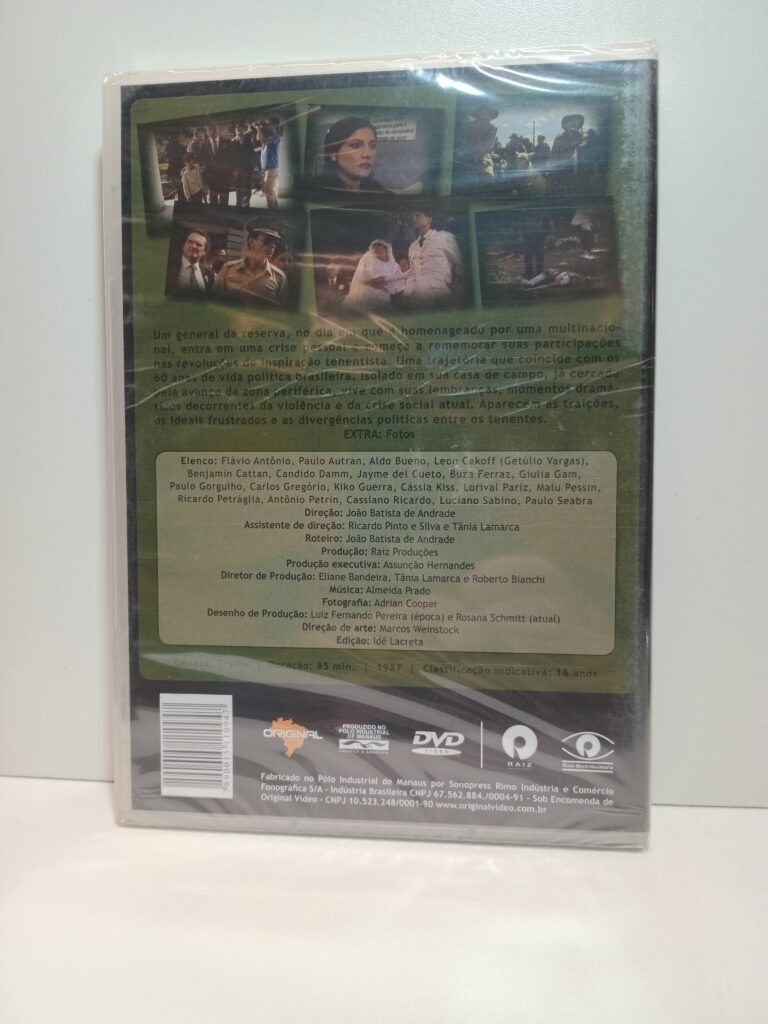 Um general da reserva, no dia em que é homenageado por uma multinacio-
nal, entra em uma crise pessoal e começa a rememorar suas participações
nas revoluções de inspiração tenentista. Uma trajetória que coincide com os
60 anos de vida política brasileira. Isolado em sua casa de campo, já cercada
pela avanço da zona periférica, vive com suas lembranças, momentos dramá-
ticos decorrentes da violência e da crise social atual. Aparecem as traições,
os ideais frustrados e as divergências políticas entre os tenentes.
EXTRA: Fotos
Elenco: Flávio Antônio, Paulo Autran, Aldo Bueno, Leon Cakoff (Getúlio Vargas),
Benjamin Cattan, Candido Damm, Jayme del Cueto, Buza Ferraz, Giulia Gam,
Paulo Gorgulho, Carlos Gregório, Kiko Guerra, Cássia Kiss, Lorival Pariz, Malu Pessin,
Ricardo Petráglia, Antônio Petrin, Cassiano Ricardo, Luciano Sabino, Paulo Seabra
Direção: João Batista de Andrade
Assistente de direção: Ricardo Pinto e Silva e Tânia Lamarca
Roteiro: João Batista de Andrade
Produção: Raiz Produções
Produção executiva: Assunção Hernandes
Diretor de Produção: Eliane Bandeira, Tânia Lamarca e Roberto Bianchi
Música: Almeida Prado
Fotografia: Adrian Cooper
Desenho de Produção: Luiz Fernando Pereira (época) e Rosana Schmitt (atual)
Direção de arte: Marcos Weinstock
Edição: Idê Lacreta
Gênero: Drama | Duração: 85 min. | 1987 | Classificação indicativa: 16 anos
7890015110947
ORIGINAL
PRODUZIDO NO
PÓLO INDUSTRIAL
DE MANAUS
CONHEÇA A AMAZÔNIA
DVD
VIDEO
RAIZ
Raiz Distribuidora
Fabricado no Pólo Industrial de Manaus por Sonopress Rimo Indústria e Comércio
Fonográfica S/A - Indústria Brasileira CNPJ 67.562.884./0004-91 - Sob Encomenda de
Original Video - CNPJ 10.523.248/0001-90 www.originalvideo.com.br